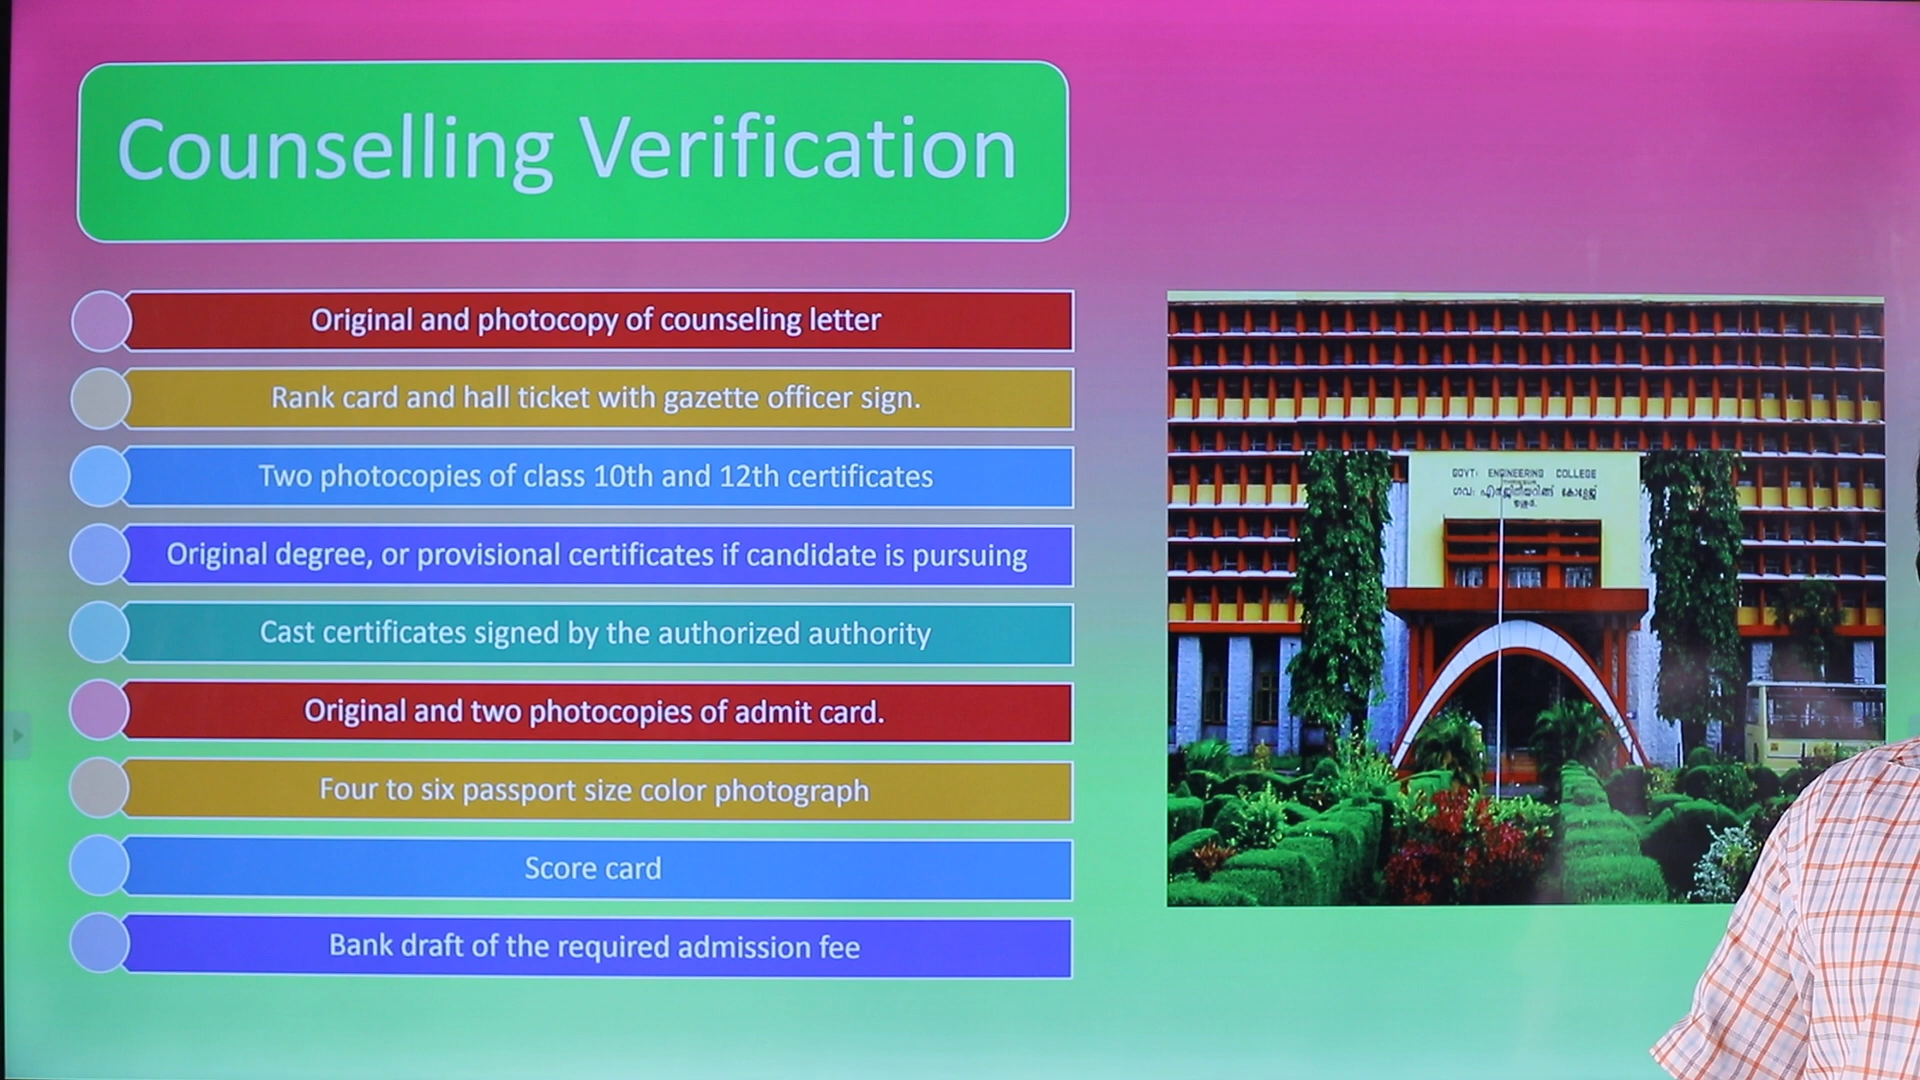 Counselling Verification
Original and photocopy of counseling letter
Rank card and hall ticket with gazette officer sign.
Two photocopies of class 10th and 12th certificates
Original degree, or provisional certificates if candidate is pursuing
Cast certificates signed by the authorized authority
Original and two photocopies of admit card.
Four to six passport size color photograph
Score card
Bank draft of the required admission fee
GOVT: ENGINEERING COLLEGE
ഗവ: എൻജിനീയറിങ്ങ് കോളേജ്